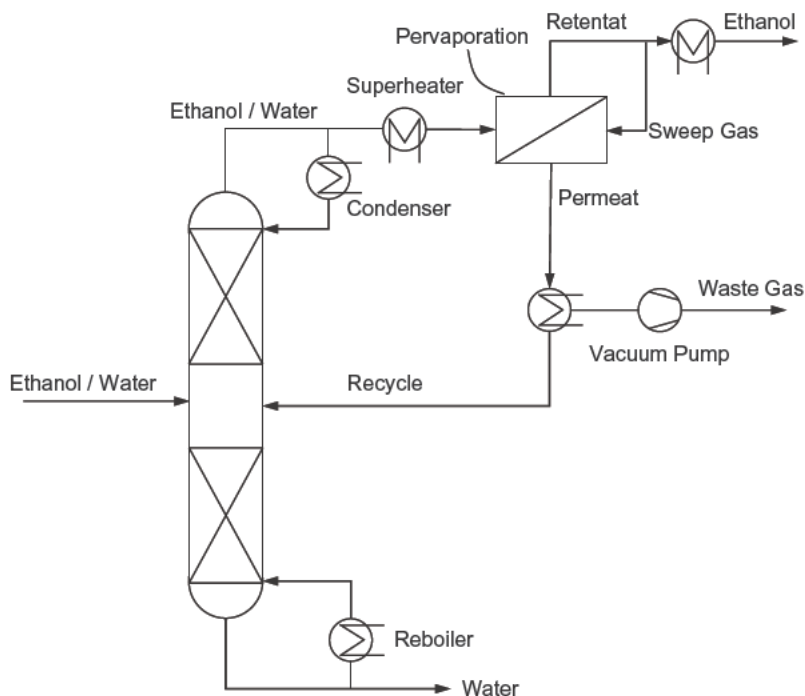 Retentat
Ethanol
Pervaporation
Superheater
Ethanol / Water
Sweep Gas
Condenser
Permeat
Waste Gas
Vacuum Pump
Ethanol / Water
Recycle
Reboiler
Water